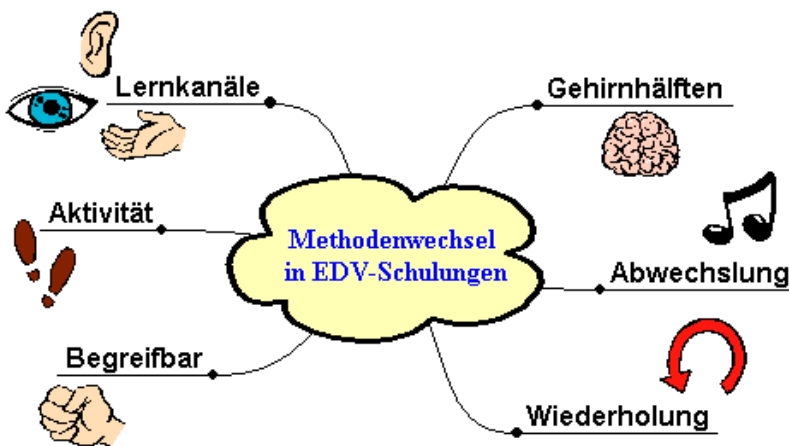 Lernkanäle
Gehirnhälften
Aktivität
Methodenwechsel
in EDV-Schulungen
Abwechslung
Begreifbar
Wiederholung